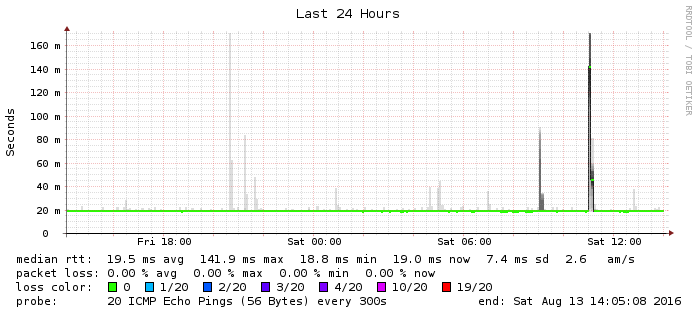 Last 24 Hours
RRDTOOL / TOBI OETIKER
Seconds
160 m
140 m
120 m
100 m
80 m
60 m
40 m
20 m
0
Fri 18:00 Sat 00:00 Sat 06:00 Sat 12:00
median rtt: 19.5 ms avg 141.9 ms max 18.8 ms min 19.0 ms now 7.4 ms sd 2.6 am/s
packet loss: 0.00 % avg 0.00 % max 0.00 % min 0.00 % now
loss color: 0 1/20 2/20 3/20 4/20 10/20 19/20
probe: 20 ICMP Echo Pings (56 Bytes) every 300s end: Sat Aug 13 14:05:08 2016